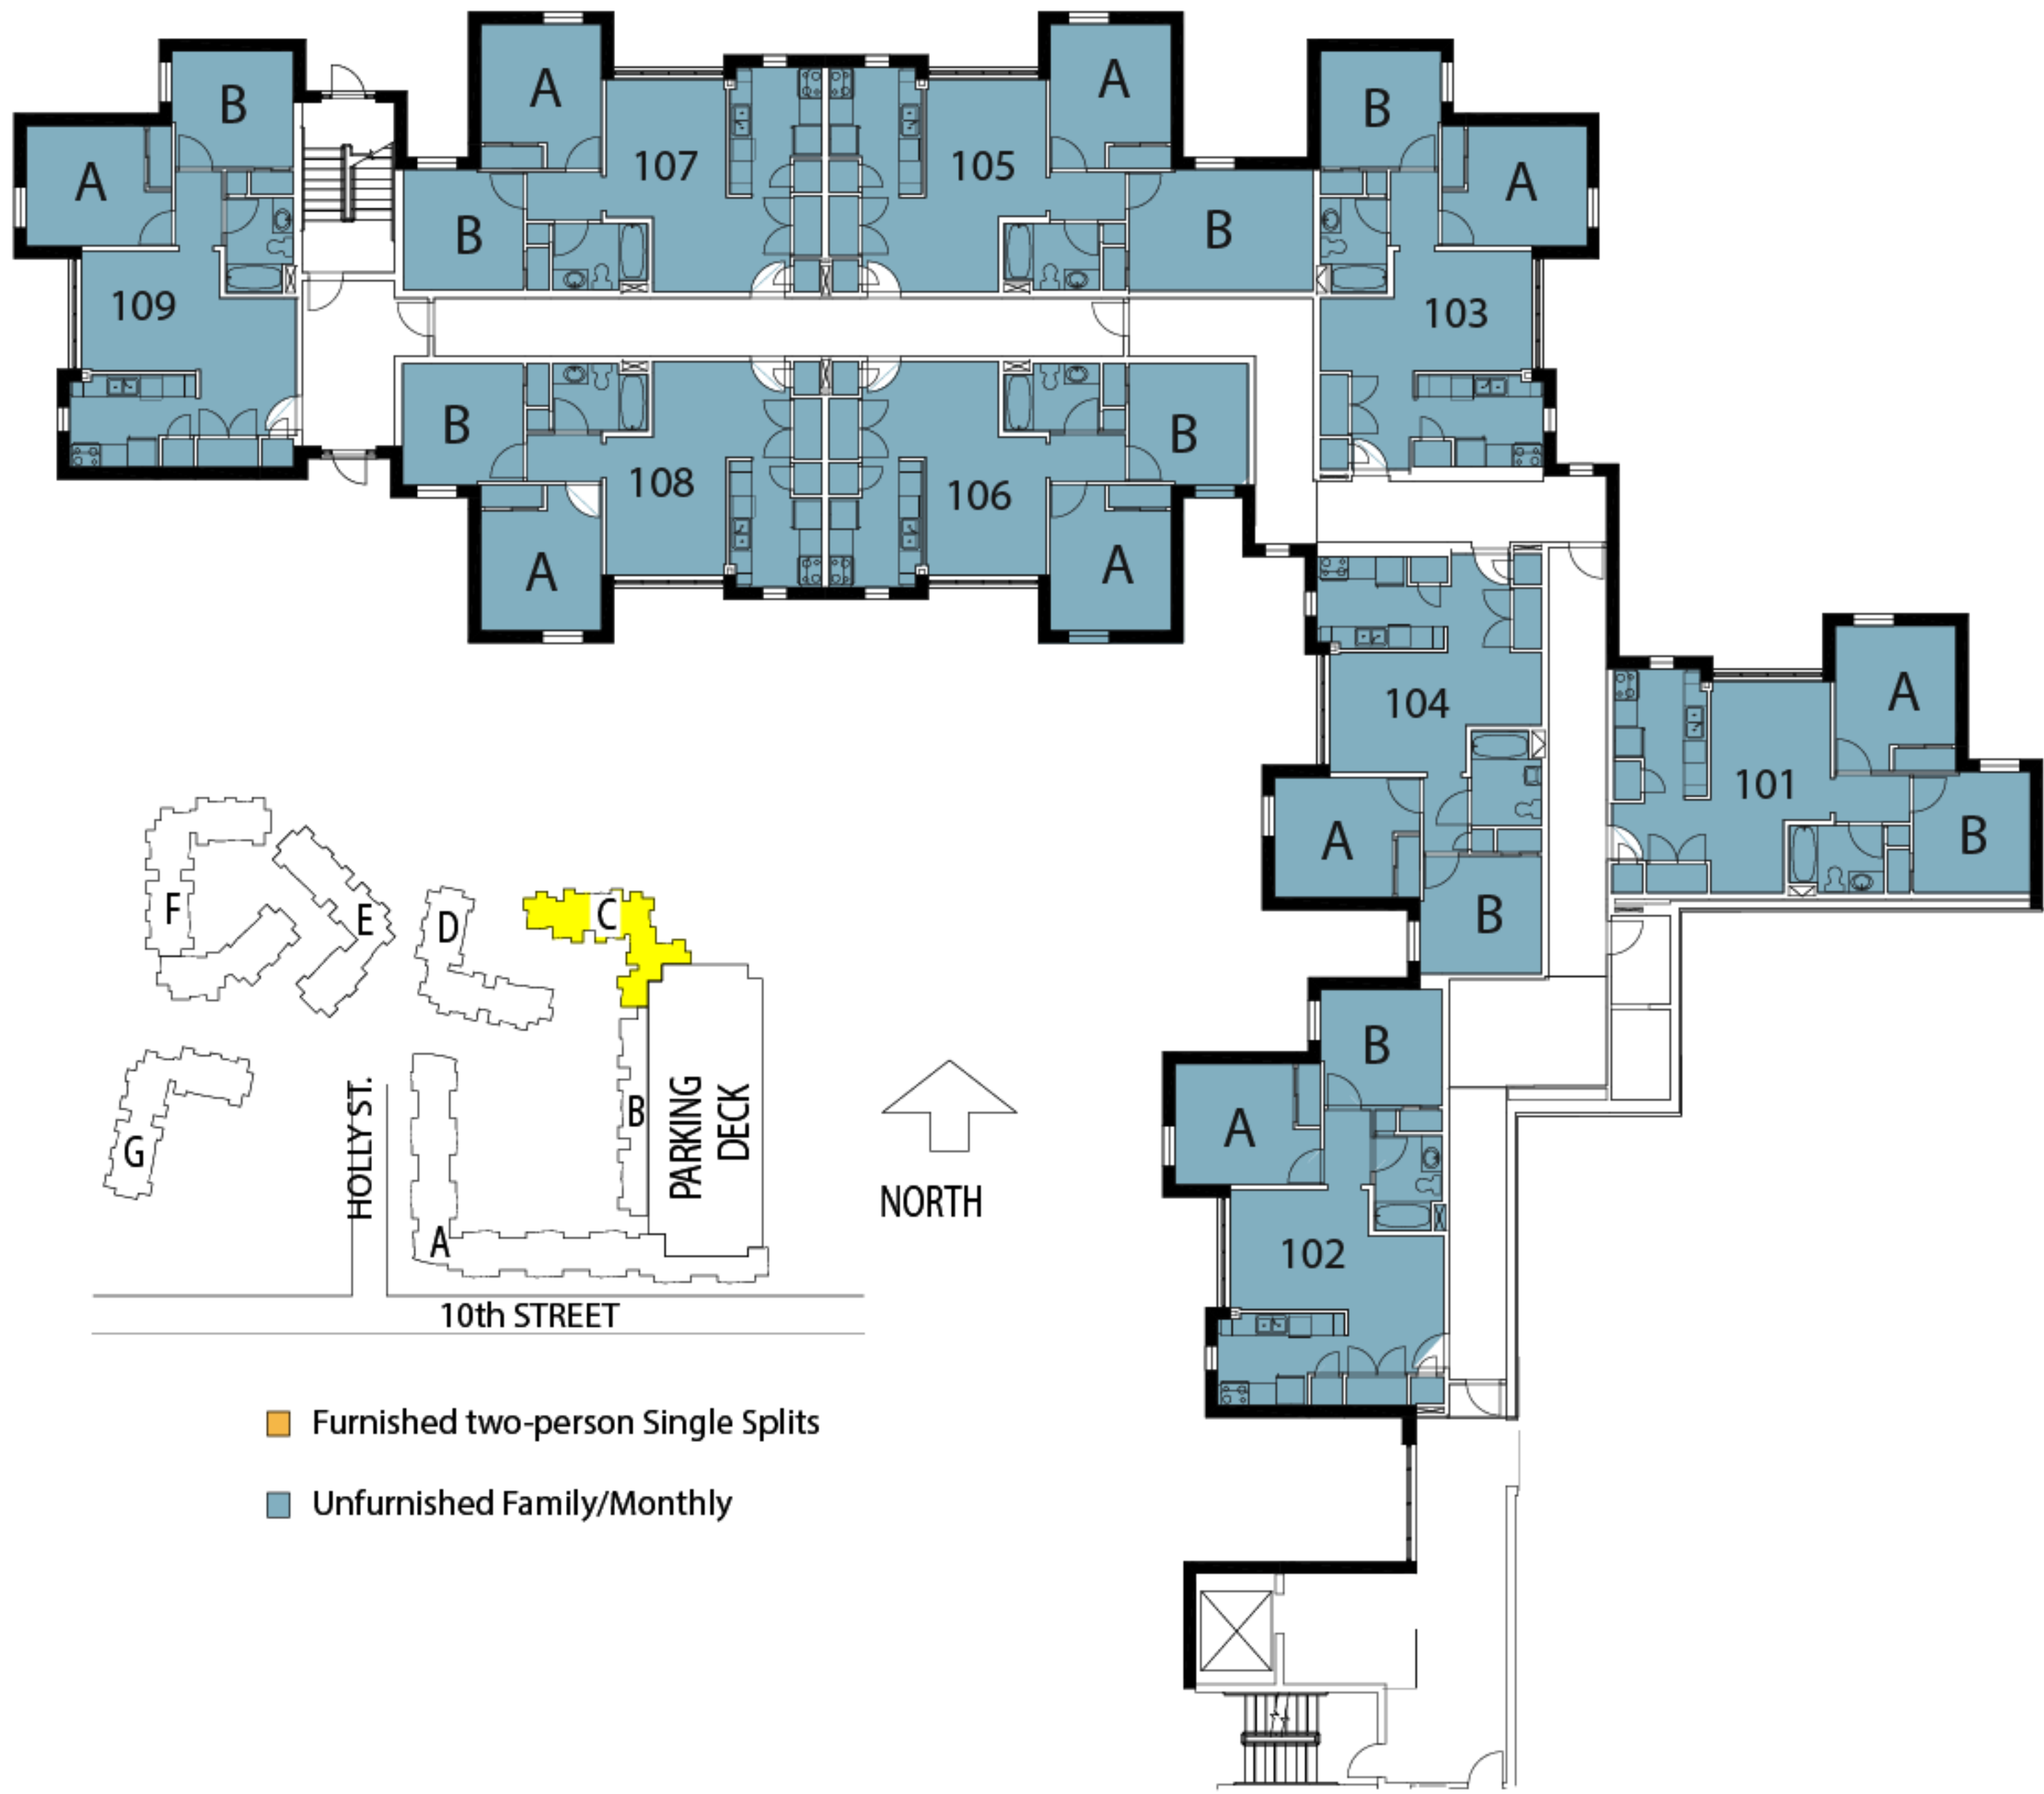 A
A
B
B
B
A
107
105
A
B
B
109
103
B
B
108
106
A
A
104
A
101
A
B
B
B
A
102
F
E
D
C
G
HOLLY ST.
A
B
PARKING
DECK
NORTH
10th STREET
Furnished two-person Single Splits
Unfurnished Family/Monthly